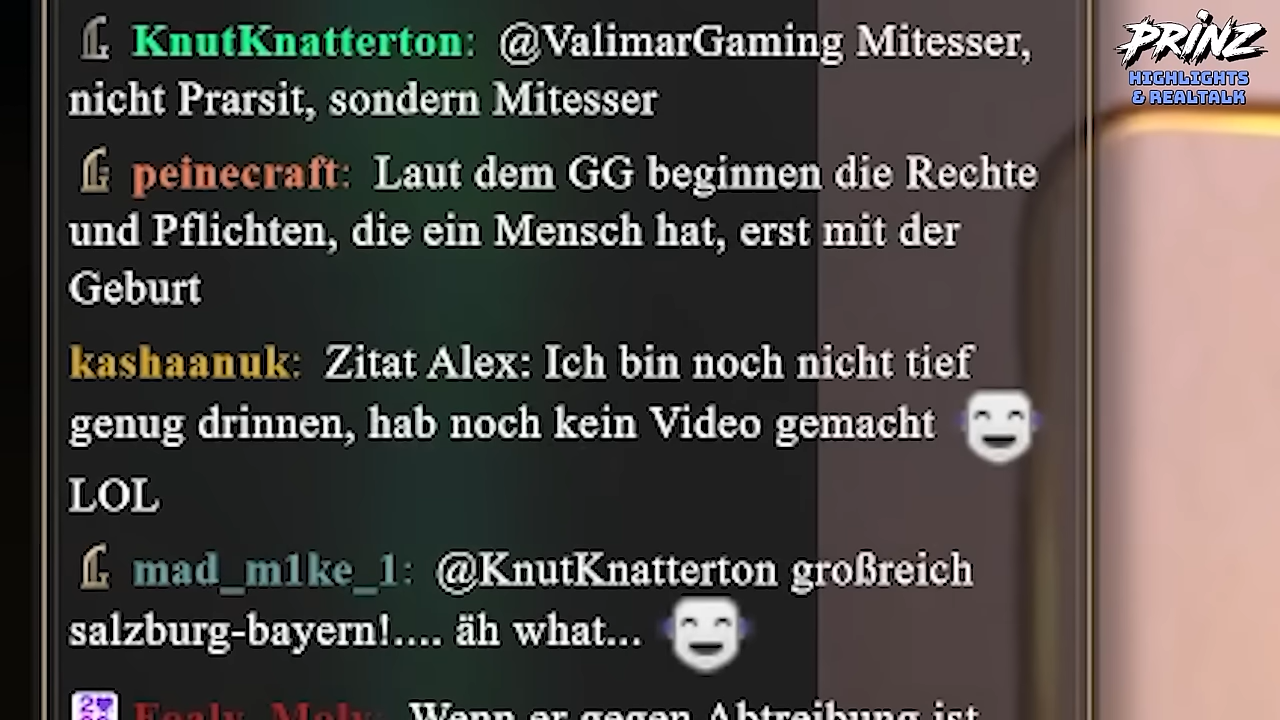 KnutKnatterton: @ValimarGaming Mitesser,
nicht Prarsit, sondern Mitesser
peinecraft: Laut dem GG beginnen die Rechte
und Pflichten, die ein Mensch hat, erst mit der
Geburt
kashaanuk: Zitat Alex: Ich bin noch nicht tief
genug drinnen, hab noch kein Video gemacht
LOL
mad_m1ke_1: @KnutKnatterton großreich
salzburg-bayern!.... äh what...
Wenn er gegen Abtreibung ist
PRINZ
HIGHLIGHTS
& REALTALK